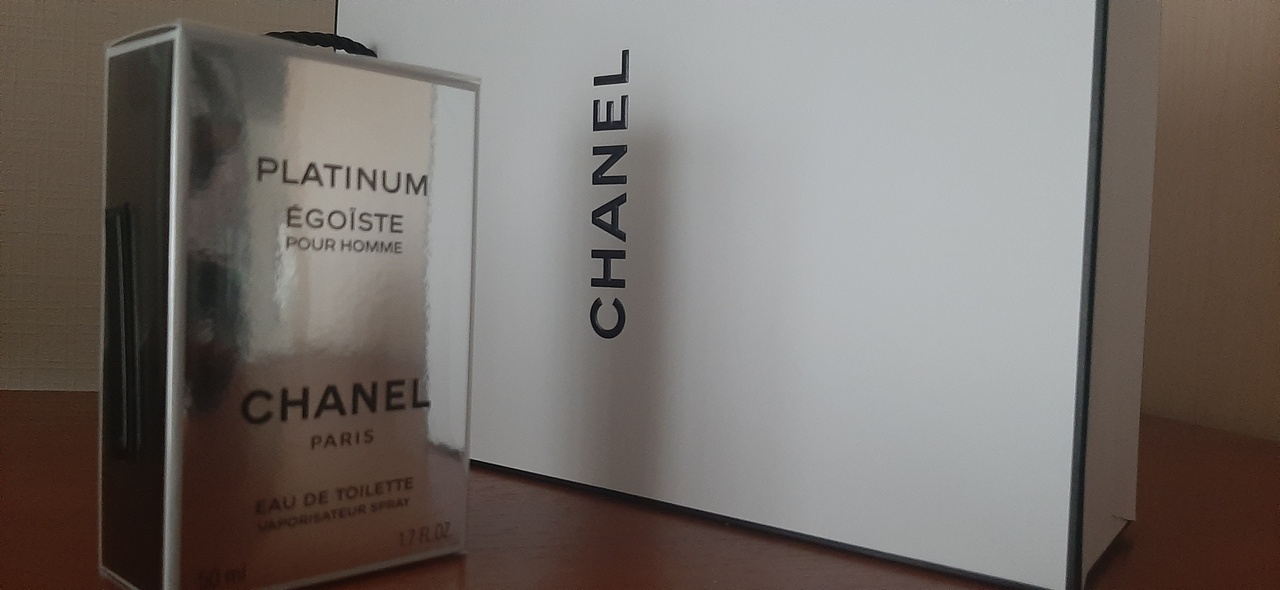 PLATINUM
ÉGOÏSTE
POUR HOMME
CHANEL
PARIS
EAU DE TOILETTE
VAPORISATEUR SPRAY
1.7 FL.OZ
50 ml
CHANEL